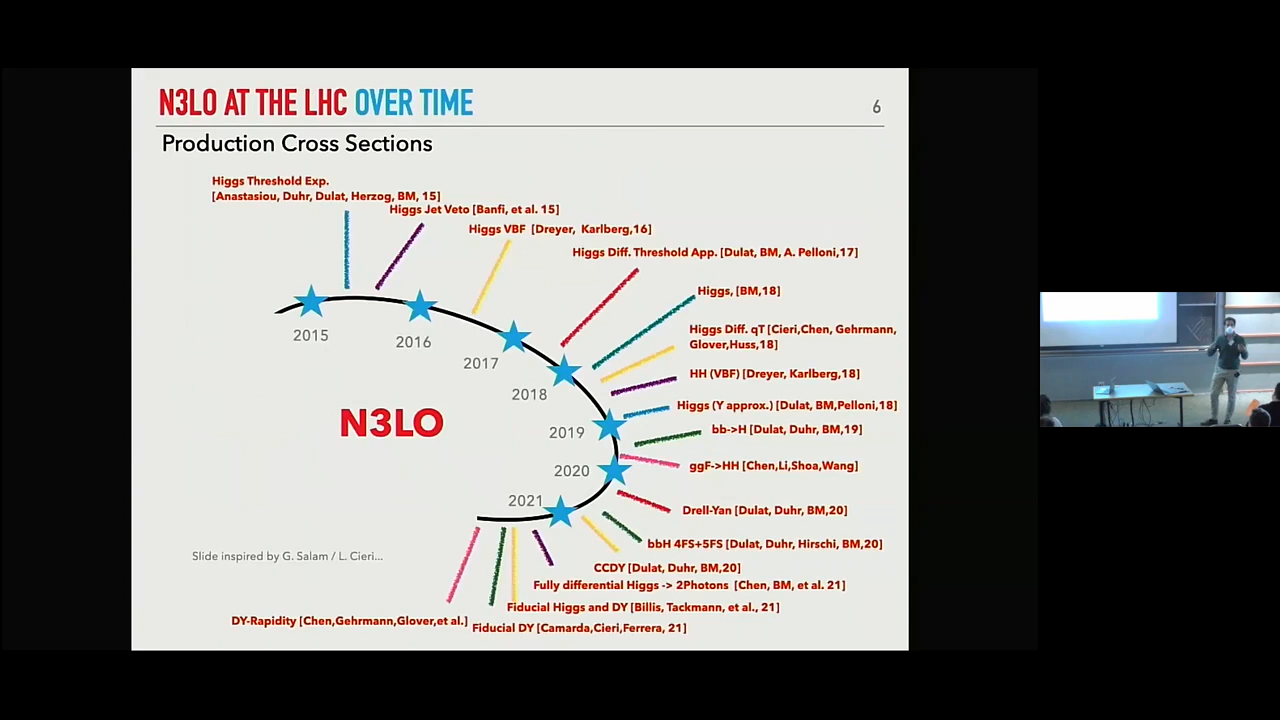 N3LO AT THE LHC OVER TIME
6
Production Cross Sections
Higgs Threshold Exp.
[Anastasiou, Duhr, Dulat, Herzog, BM, 15]
Higgs Jet Veto [Banfi, et al. 15]
Higgs VBF [Dreyer, Karlberg,16]
Higgs Diff. Threshold App. [Dulat, BM, A. Pelloni,17]
Higgs, [BM,18]
Higgs Diff. qT [Cieri,Chen, Gehrmann,
Glover,Huss,18]
HH (VBF) [Dreyer, Karlberg,18]
Higgs (Y approx.) [Dulat, BM,Pelloni,18]
bb->H [Dulat, Duhr, BM,19]
ggF->HH [Chen,Li,Shoa,Wang]
Drell-Yan [Dulat, Duhr, BM,20]
bbH 4FS+5FS [Dulat, Duhr, Hirschi, BM,20]
CCDY [Dulat, Duhr, BM,20]
Fully differential Higgs -> 2Photons [Chen, BM, et al. 21]
Fiducial Higgs and DY [Billis, Tackmann, et al., 21]
Fiducial DY [Camarda,Cieri,Ferrera, 21]
DY-Rapidity [Chen,Gehrmann,Glover,et al.]
2015
2016
2017
2018
2019
2020
2021
N3LO
Slide inspired by G. Salam / L. Cieri...